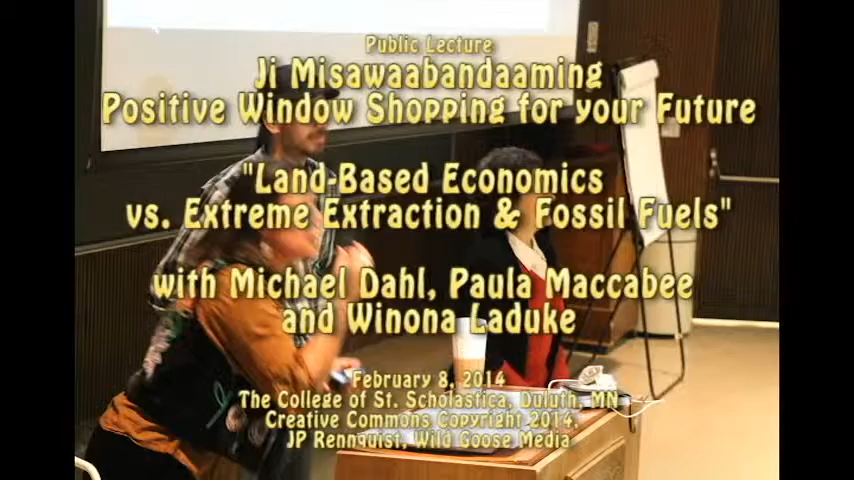 Public Lecture
Ji Misawaabandaaming
Positive Window Shopping for your Future
"Land-Based Economics
vs. Extreme Extraction & Fossil Fuels"
with Michael Dahl, Paula Maccabee
and Winona Laduke
February 8, 2014
The College of St. Scholastica, Duluth, MN
Creative Commons Copyright 2014.
JP Rennquist, Wild Goose Media